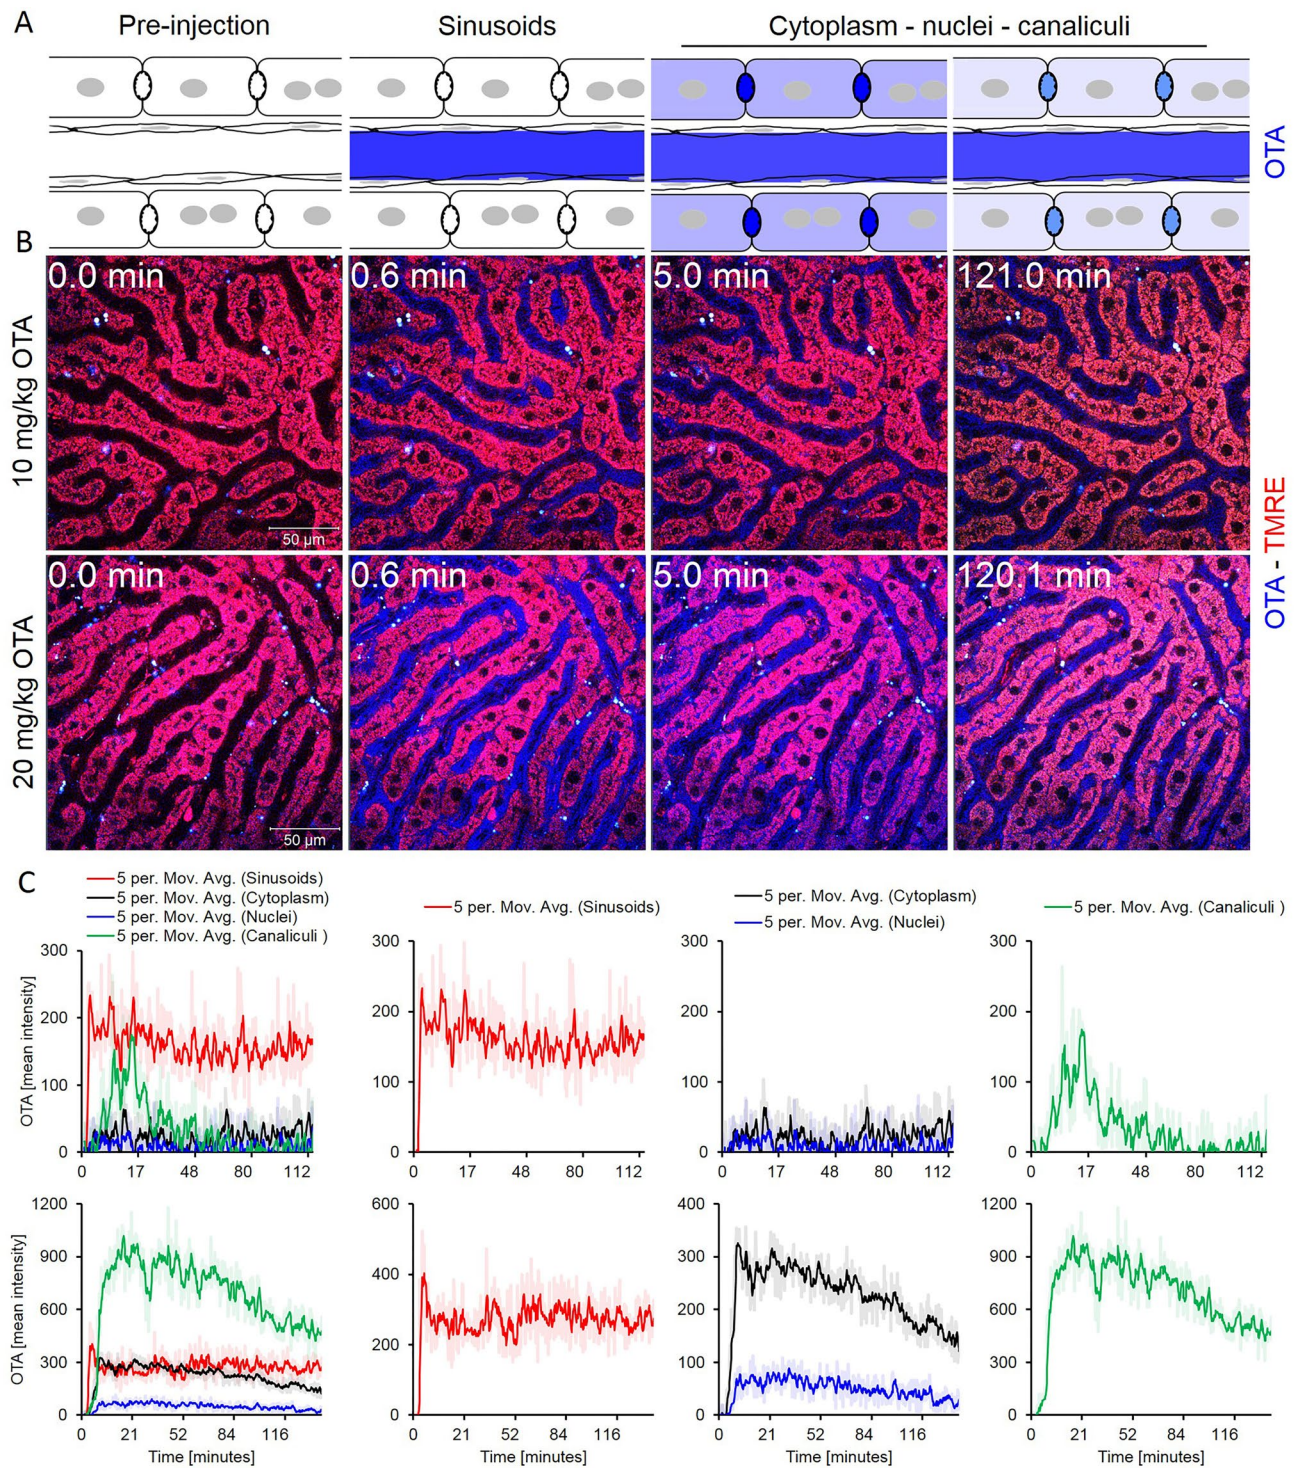 A
Pre-injection
Sinusoids
Cytoplasm - nuclei - canaliculi
OTA
B
10 mg/kg OTA
0.0 min
0.6 min
5.0 min
121.0 min
50 µm
20 mg/kg OTA
0.0 min
0.6 min
5.0 min
120.1 min
50 µm
OTA - TMRE
C
5 per. Mov. Avg. (Sinusoids)
5 per. Mov. Avg. (Cytoplasm)
5 per. Mov. Avg. (Nuclei)
5 per. Mov. Avg. (Canaliculi )
5 per. Mov. Avg. (Sinusoids)
5 per. Mov. Avg. (Cytoplasm)
5 per. Mov. Avg. (Nuclei)
5 per. Mov. Avg. (Canaliculi )
OTA [mean intensity]
300
200
100
0
0 17 48 80 112
300
200
100
0
0 17 48 80 112
300
200
100
0
0 17 48 80 112
300
200
100
0
0 17 48 80 112
OTA [mean intensity]
1200
900
600
300
0
0 21 52 84 116
Time [minutes]
600
400
200
0
0 21 52 84 116
Time [minutes]
400
300
200
100
0
0 21 52 84 116
Time [minutes]
1200
900
600
300
0
0 21 52 84 116
Time [minutes]